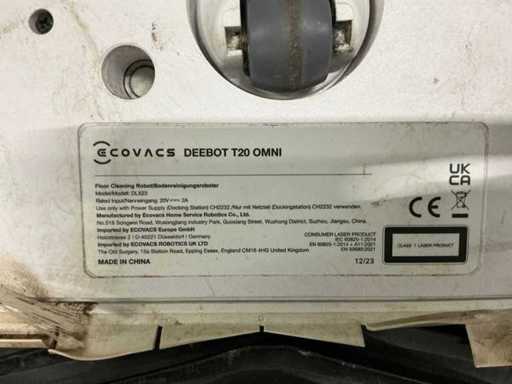 ECOVACS DEEBOT T20 OMNI
Floor Cleaning Robot/Bodenreinigungsroboter
Model/Modell: DLX23
Rated Input/Nenneingang: 20V⎓ 2A
Use only with Power Supply (Docking Station) CH2232 /Nur mit Netzteil (Dockingstation) CH2232 verwenden.
Manufactured by Ecovacs Home Service Robotics Co., Ltd.
No.518 Songwei Road, Wusongjiang Industry Park, Guoxiang Street, Wuzhong District, Suzhou, Jiangsu, China.
Imported by ECOVACS Europe GmbH
Holzstrasse 2 I D-40221 Düsseldorf I Germany
Imported by ECOVACS ROBOTICS UK LTD
The Old Surgery, 15a Station Road, Epping Essex, England CM16 4HG United Kingdom
MADE IN CHINA
CONSUMER LASER PRODUCT
IEC 60825-1:2014
EN 60825-1:2014 + A11:2021
EN 50689:2021
12/23
UK
CA
CE
CLASS 1 LASER PRODUCT